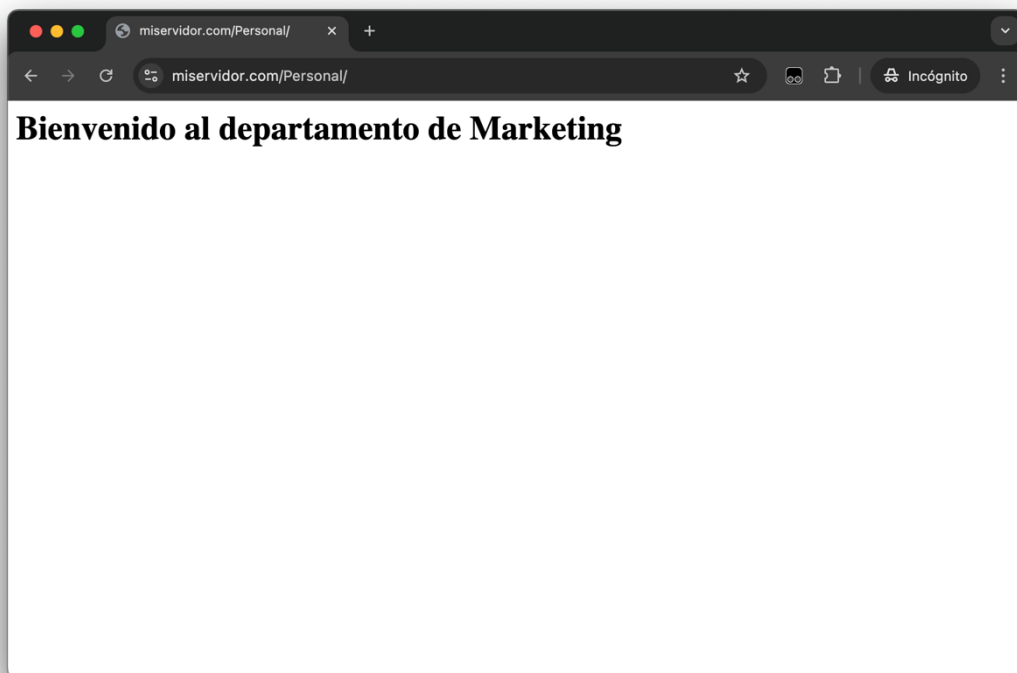 miservidor.com/Personal/
miservidor.com/Personal/
Incógnito
Bienvenido al departamento de Marketing